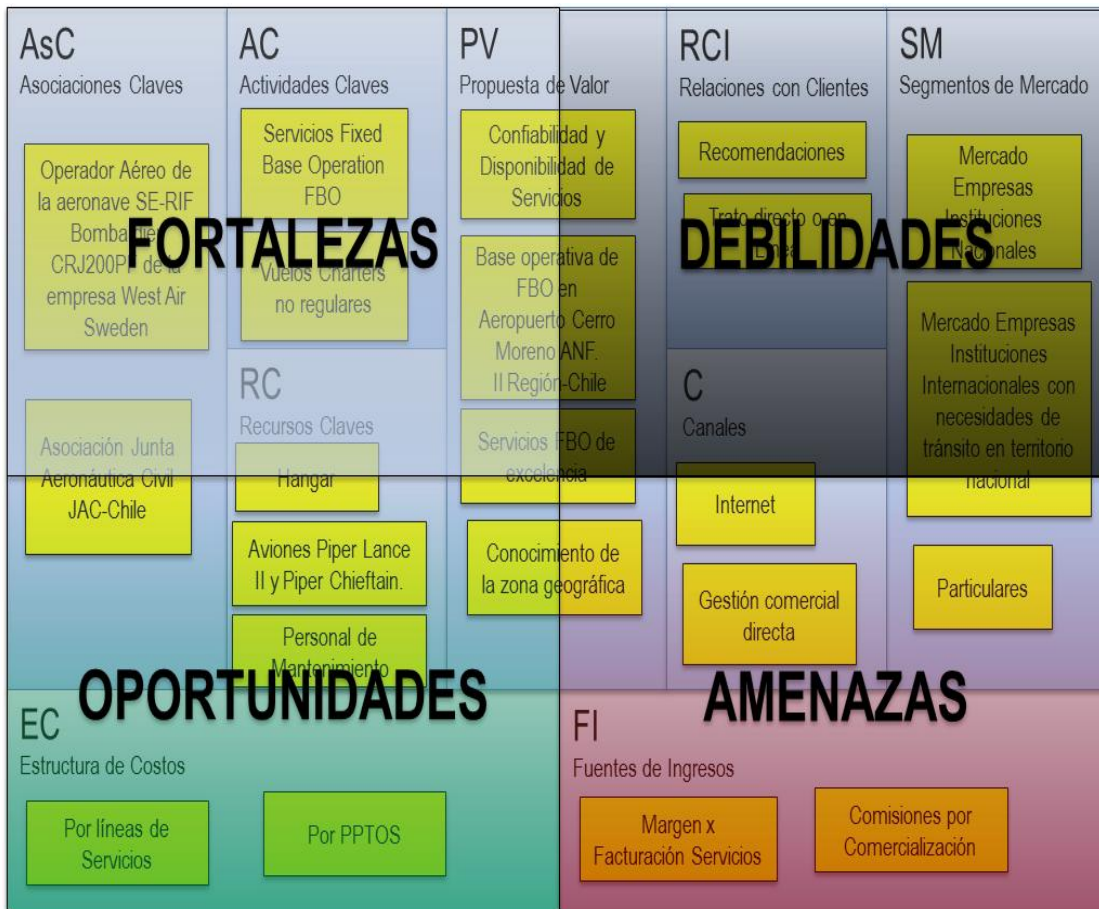 AsC
Asociaciones Claves
Operador Aéreo de
la aeronave SE-RIF
Bombardier
CRJ200PF de la
empresa West Air
Sweden
Asociación Junta
Aeronáutica Civil
JAC-Chile
AC
Actividades Claves
Servicios Fixed
Base Operation
FBO
Vuelos Charters
no regulares
RC
Recursos Claves
Hangar
Aviones Piper Lance
II y Piper Chieftain.
Personal de
Mantenimiento
PV
Propuesta de Valor
Confiabilidad y
Disponibilidad de
Servicios
Base operativa de
FBO en
Aeropuerto Cerro
Moreno ANF.
II Región-Chile
Servicios FBO de
excelencia
Conocimiento de
la zona geográfica
RCI
Relaciones con Clientes
Recomendaciones
Trato directo o en
Línea
C
Canales
Internet
Gestión comercial
directa
SM
Segmentos de Mercado
Mercado
Empresas
Instituciones
Nacionales
Mercado Empresas
Instituciones
Internacionales con
necesidades de
tránsito en territorio
nacional
Particulares
FORTALEZAS
DEBILIDADES
OPORTUNIDADES
AMENAZAS
EC
Estructura de Costos
Por líneas de
Servicios
Por PPTOS
FI
Fuentes de Ingresos
Margen x
Facturación Servicios
Comisiones por
Comercialización